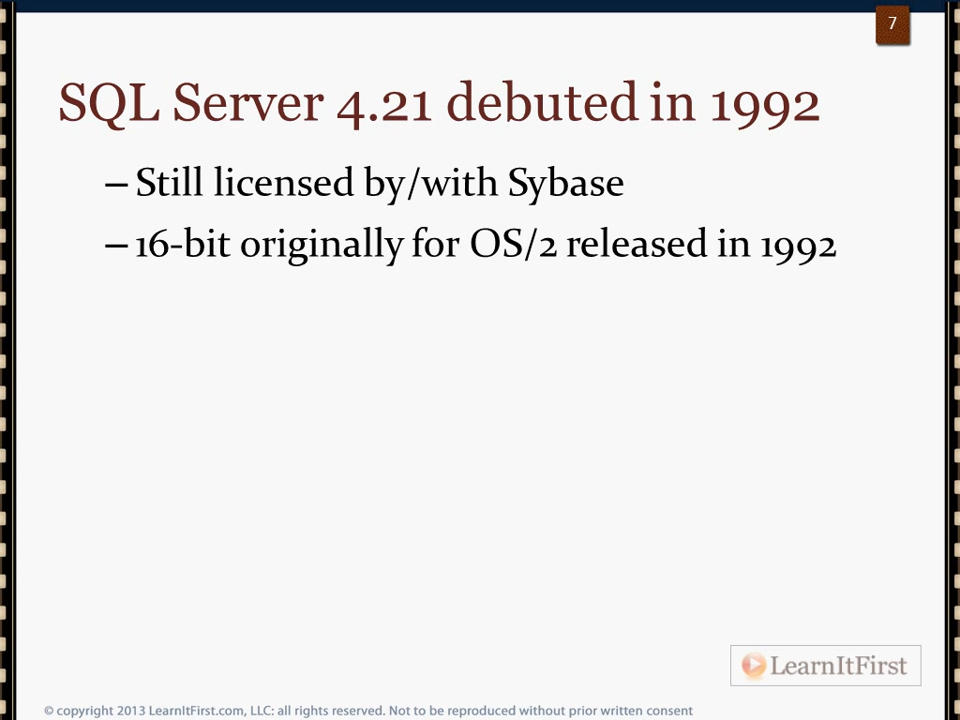 7
SQL Server 4.21 debuted in 1992
– Still licensed by/with Sybase
– 16-bit originally for OS/2 released in 1992
LearnItFirst
© copyright 2013 LearnItFirst.com, LLC: all rights reserved. Not to be reproduced without prior written consent